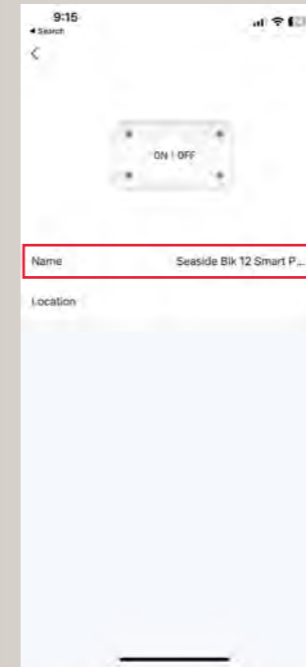 9:15
◀ Search
ON | OFF
Name Seaside Blk 12 Smart P...
Location